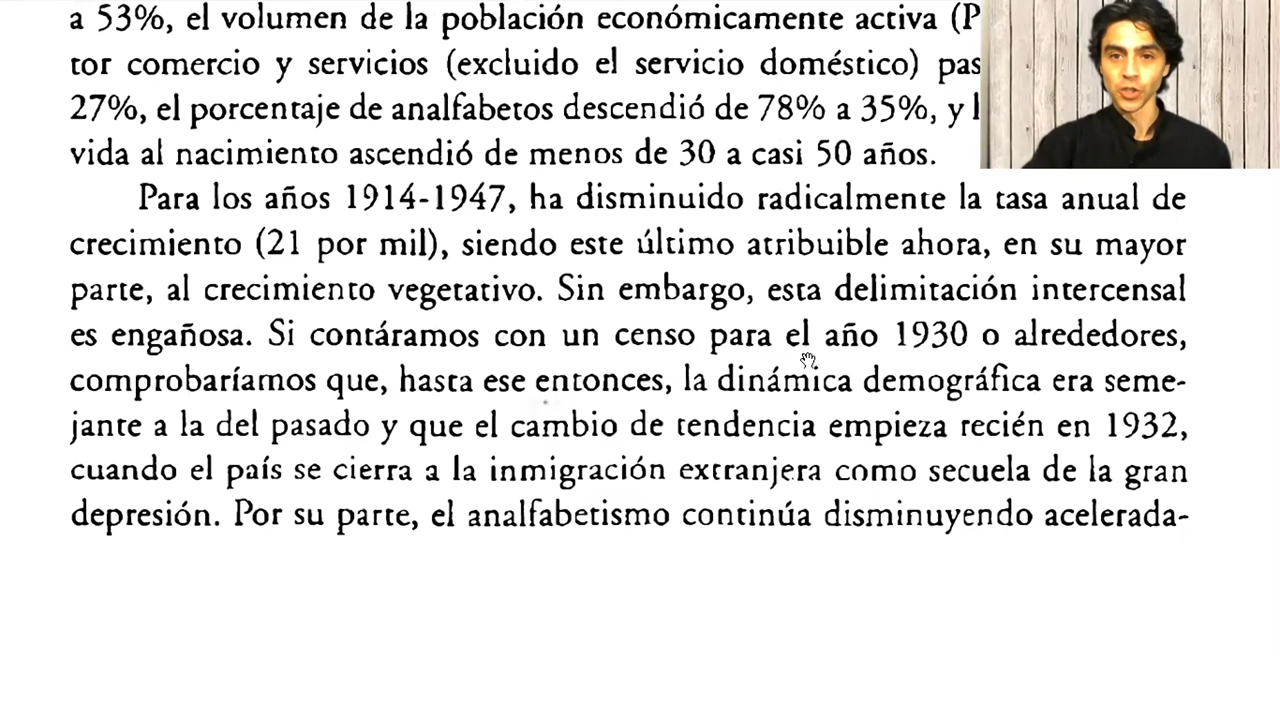 a 53%, el volumen de la población económicamente activa (P
tor comercio y servicios (excluido el servicio doméstico) pas
27%, el porcentaje de analfabetos descendió de 78% a 35%, y l
vida al nacimiento ascendió de menos de 30 a casi 50 años.
Para los años 1914-1947, ha disminuido radicalmente la tasa anual de
crecimiento (21 por mil), siendo este último atribuible ahora, en su mayor
parte, al crecimiento vegetativo. Sin embargo, esta delimitación intercensal
es engañosa. Si contáramos con un censo para el año 1930 o alrededores,
comprobaríamos que, hasta ese entonces, la dinámica demográfica era seme-
jante a la del pasado y que el cambio de tendencia empieza recién en 1932,
cuando el país se cierra a la inmigración extranjera como secuela de la gran
depresión. Por su parte, el analfabetismo continúa disminuyendo acelerada-